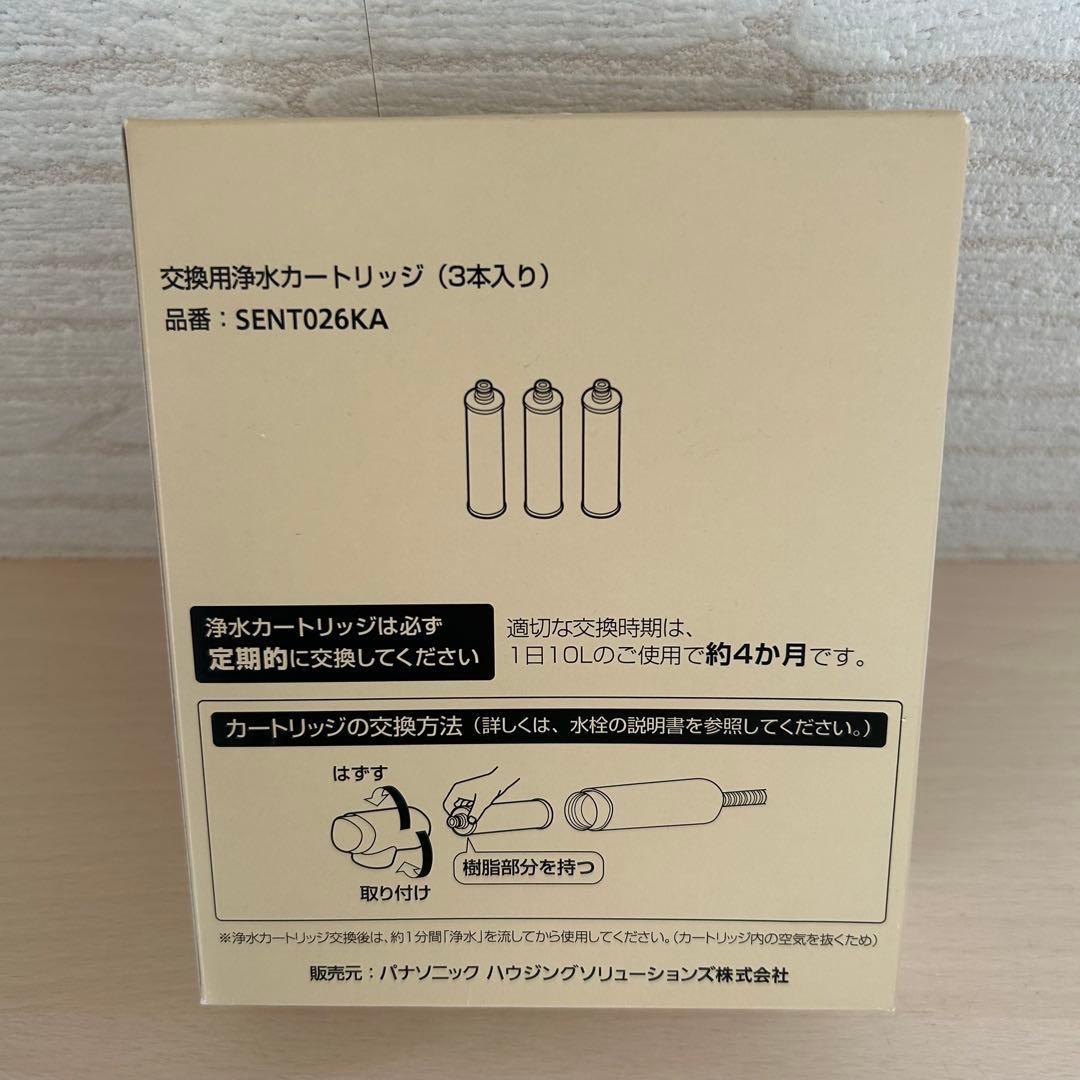 交換用浄水カートリッジ（3本入り）
品番：SENT026KA
浄水カートリッジは必ず
定期的に交換してください
適切な交換時期は、
1日10Lのご使用で約4か月です。
カートリッジの交換方法（詳しくは、水栓の説明書を参照してください。）
はずす
樹脂部分を持つ
取り付け
※浄水カートリッジ交換後は、約1分間「浄水」を流してから使用してください。（カートリッジ内の空気を抜くため）
販売元：パナソニック ハウジングソリューションズ株式会社